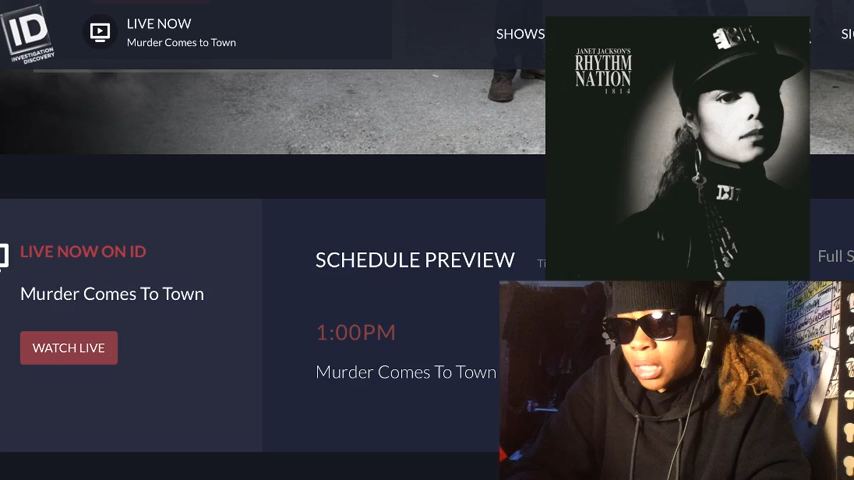 ID
INVESTIGATION
DISCOVERY
LIVE NOW
Murder Comes to Town
SHOWS
JANET JACKSON'S
RHYTHM
NATION
1814
LIVE NOW ON ID
Murder Comes To Town
WATCH LIVE
SCHEDULE PREVIEW
Full S
1:00PM
Murder Comes To Town